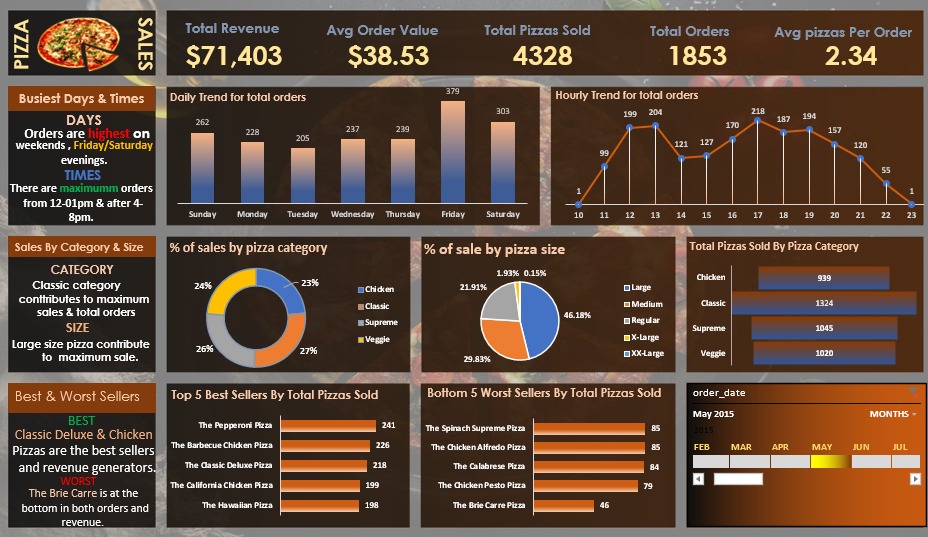 PIZZA
SALES
Total Revenue
$71,403
Avg Order Value
$38.53
Total Pizzas Sold
4328
Total Orders
1853
Avg pizzas Per Order
2.34
Busiest Days & Times
DAYS
Orders are highest on
weekends , Friday/Saturday
evenings.
TIMES
There are maximumm orders
from 12-01pm & after 4-
8pm.
Daily Trend for total orders
262
228
205
237
239
379
303
Sunday
Monday
Tuesday
Wednesday
Thursday
Friday
Saturday
Hourly Trend for total orders
1
99
199
204
121
127
170
218
187
194
157
120
55
1
10
11
12
13
14
15
16
17
18
19
20
21
22
23
Sales By Category & Size
CATEGORY
Classic category
contributes to maximum
sales & total orders
SIZE
Large size pizza contribute
to maximum sale.
% of sales by pizza category
24%
23%
26%
27%
Chicken
Classic
Supreme
Veggie
% of sale by pizza size
1.93%
0.15%
21.91%
46.18%
29.83%
Large
Medium
Regular
X-Large
XX-Large
Total Pizzas Sold By Pizza Category
Chicken 939
Classic 1324
Supreme 1045
Veggie 1020
Best & Worst Sellers
BEST
Classic Deluxe & Chicken
Pizzas are the best sellers
and revenue generators.
WORST
The Brie Carre is at the
bottom in both orders and
revenue.
Top 5 Best Sellers By Total Pizzas Sold
The Pepperoni Pizza 241
The Barbecue Chicken Pizza 226
The Classic Deluxe Pizza 218
The California Chicken Pizza 199
The Hawaiian Pizza 198
Bottom 5 Worst Sellers By Total Pizzas Sold
The Spinach Supreme Pizza 85
The Chicken Alfredo Pizza 85
The Calabrese Pizza 84
The Chicken Pesto Pizza 79
The Brie Carre Pizza 46
order_date
May 2015
MONTHS
2015
FEB
MAR
APR
MAY
JUN
JUL